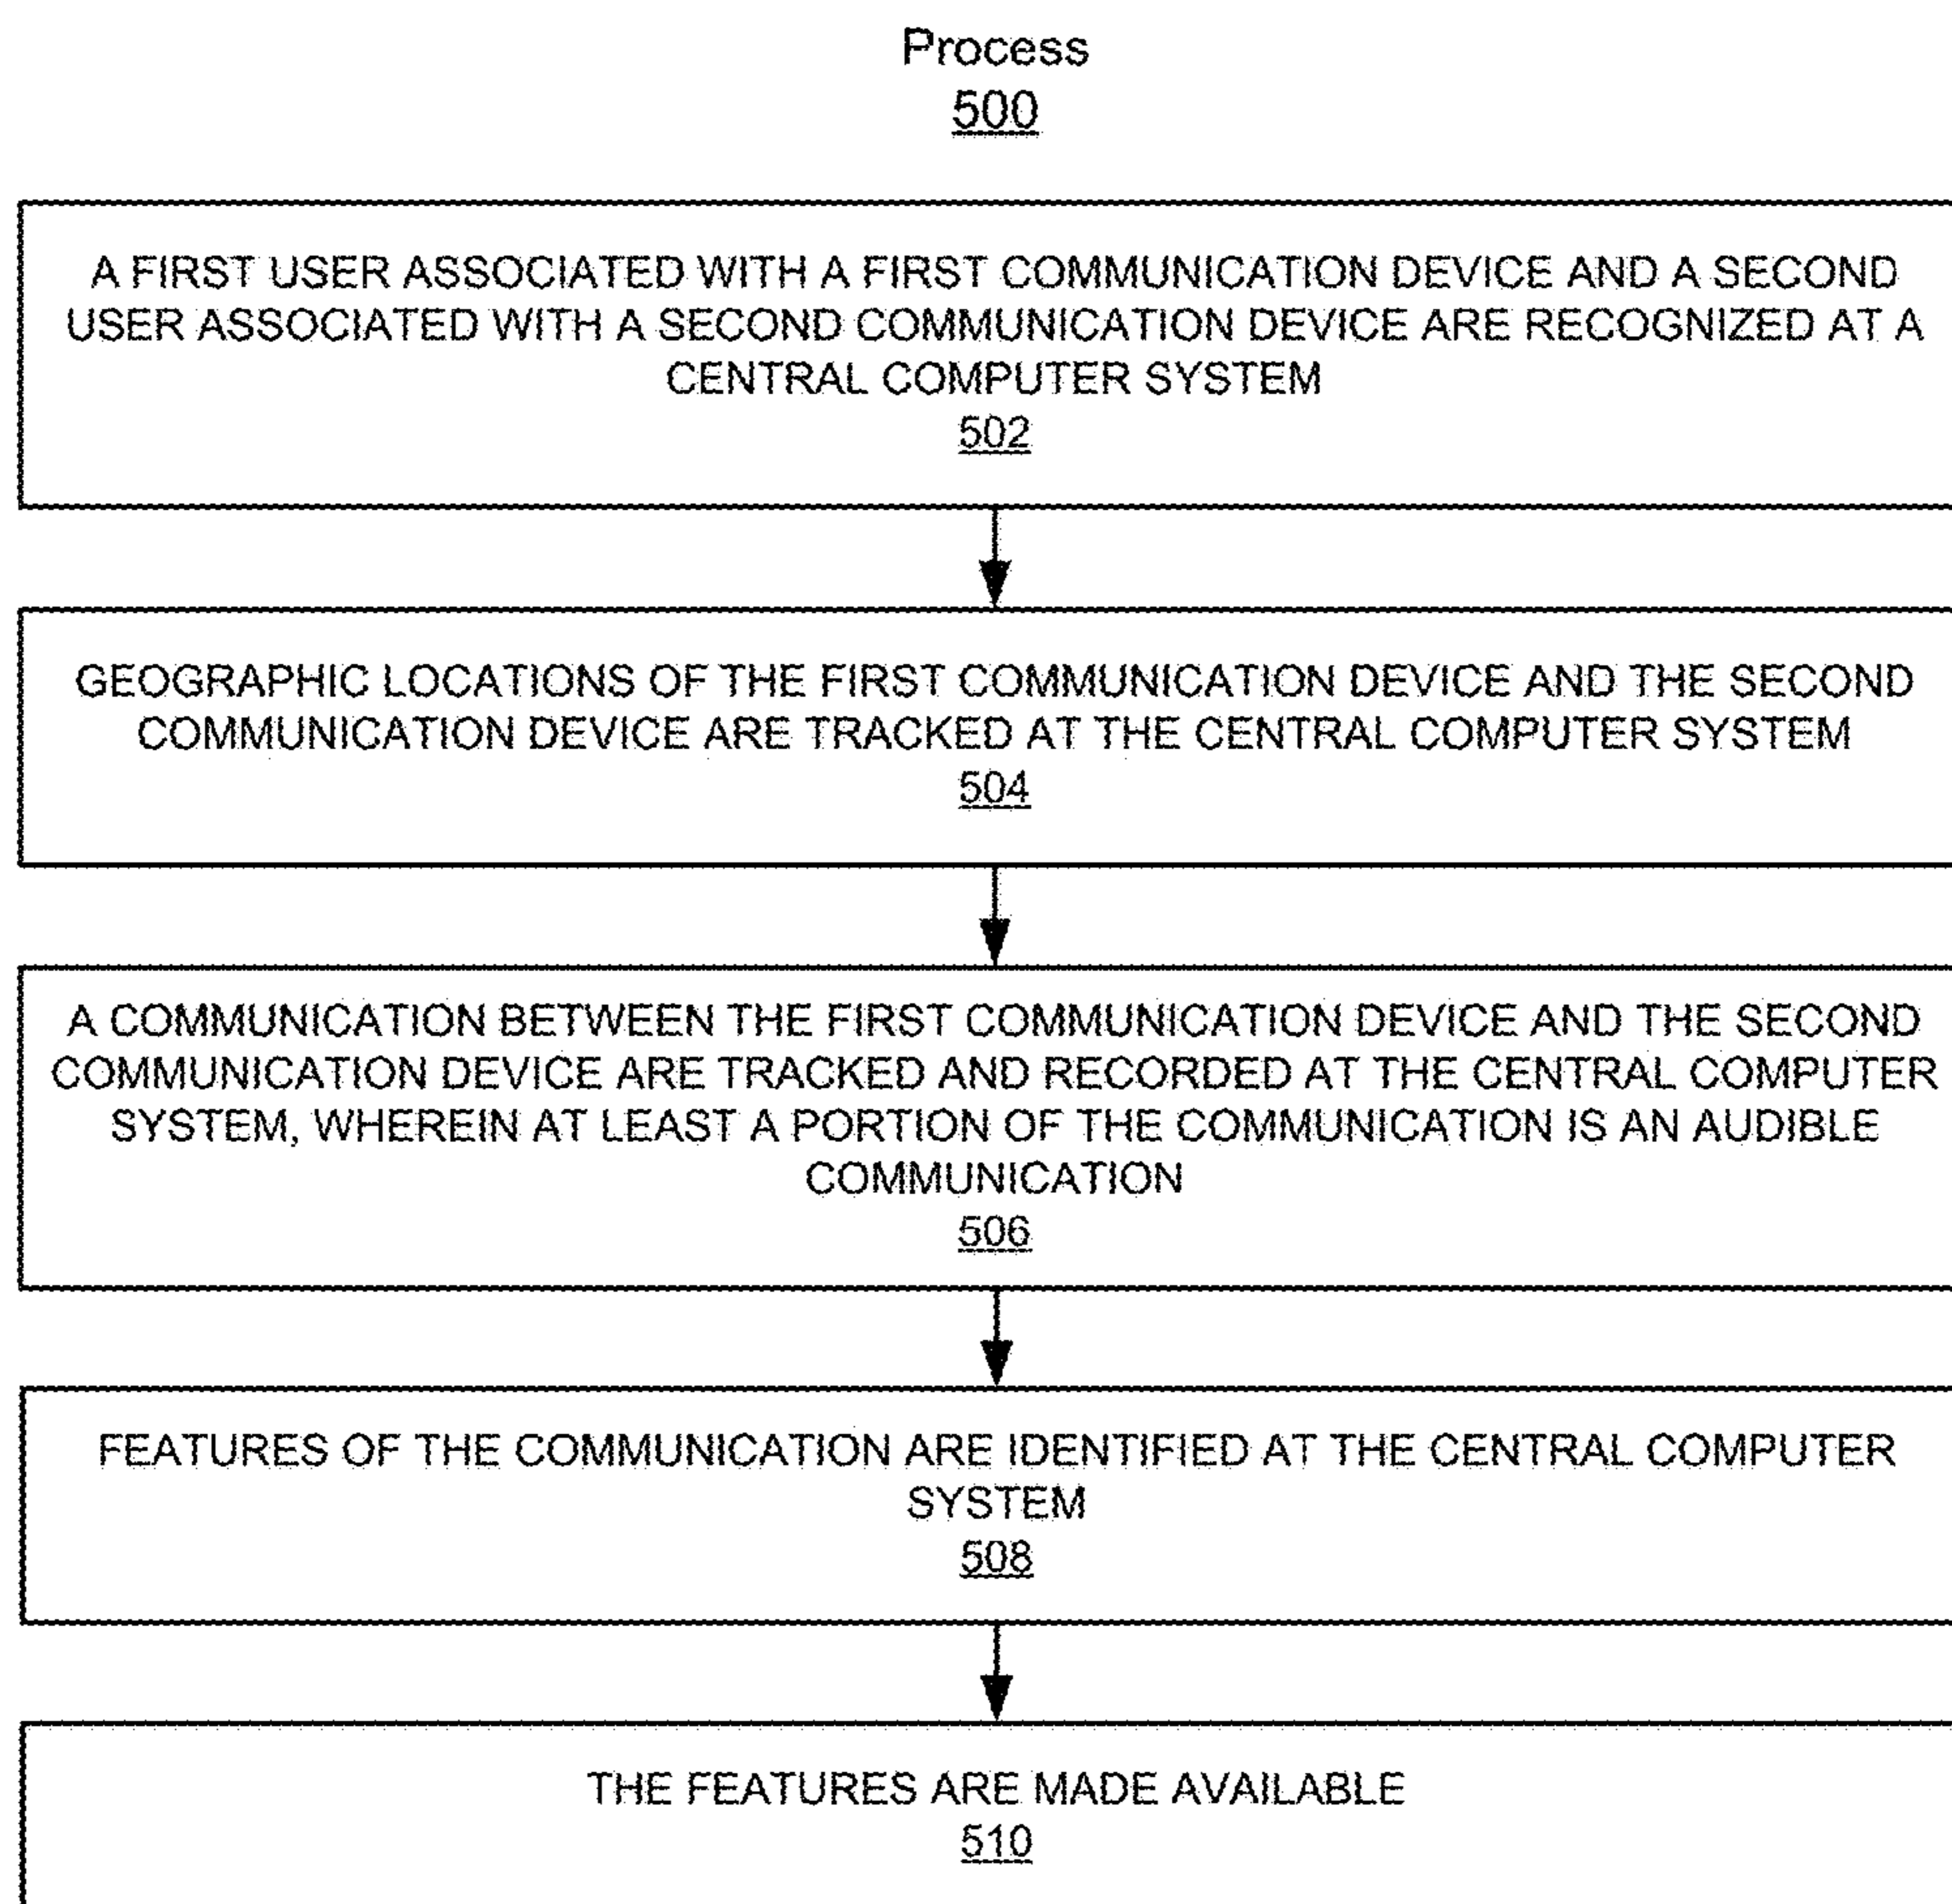 Process
500
A FIRST USER ASSOCIATED WITH A FIRST COMMUNICATION DEVICE AND A SECOND
USER ASSOCIATED WITH A SECOND COMMUNICATION DEVICE ARE RECOGNIZED AT A
CENTRAL COMPUTER SYSTEM
502
GEOGRAPHIC LOCATIONS OF THE FIRST COMMUNICATION DEVICE AND THE SECOND
COMMUNICATION DEVICE ARE TRACKED AT THE CENTRAL COMPUTER SYSTEM
504
A COMMUNICATION BETWEEN THE FIRST COMMUNICATION DEVICE AND THE SECOND
COMMUNICATION DEVICE ARE TRACKED AND RECORDED AT THE CENTRAL COMPUTER
SYSTEM, WHEREIN AT LEAST A PORTION OF THE COMMUNICATION IS AN AUDIBLE
COMMUNICATION
506
FEATURES OF THE COMMUNICATION ARE IDENTIFIED AT THE CENTRAL COMPUTER
SYSTEM
508
THE FEATURES ARE MADE AVAILABLE
510